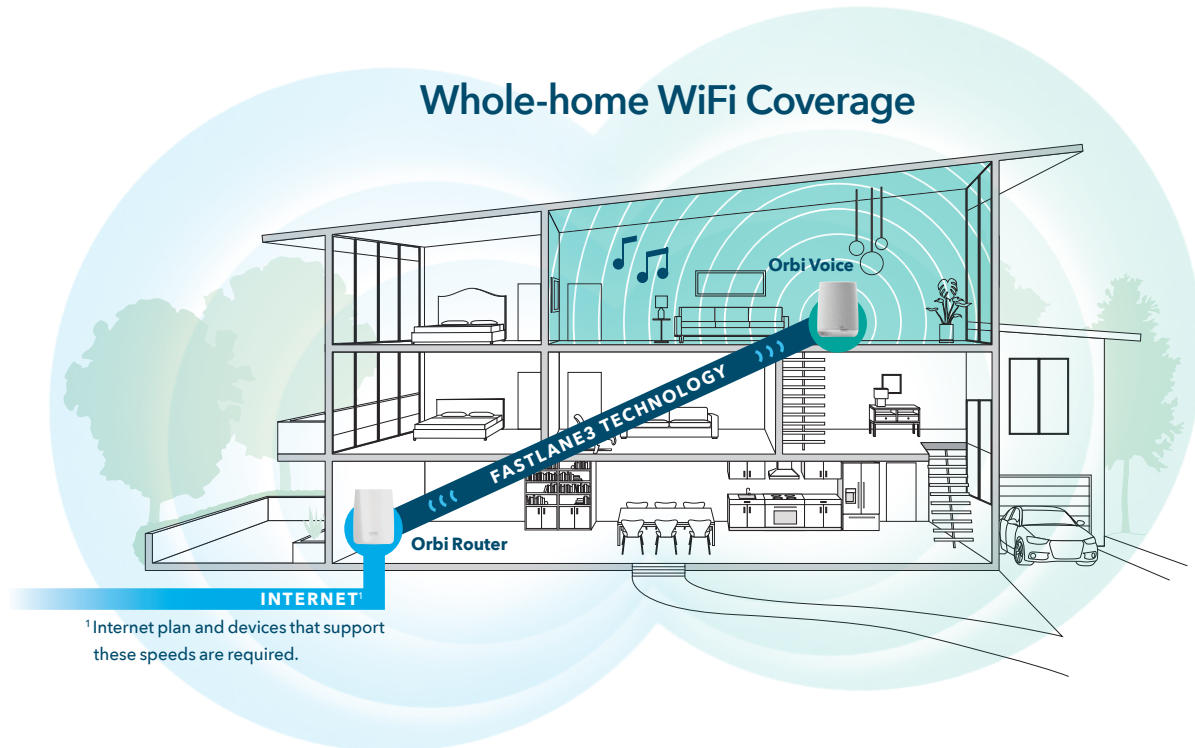 Whole-home WiFi Coverage
Orbi Voice
FASTLANE3 TECHNOLOGY
Orbi Router
INTERNET¹
¹ Internet plan and devices that support
these speeds are required.